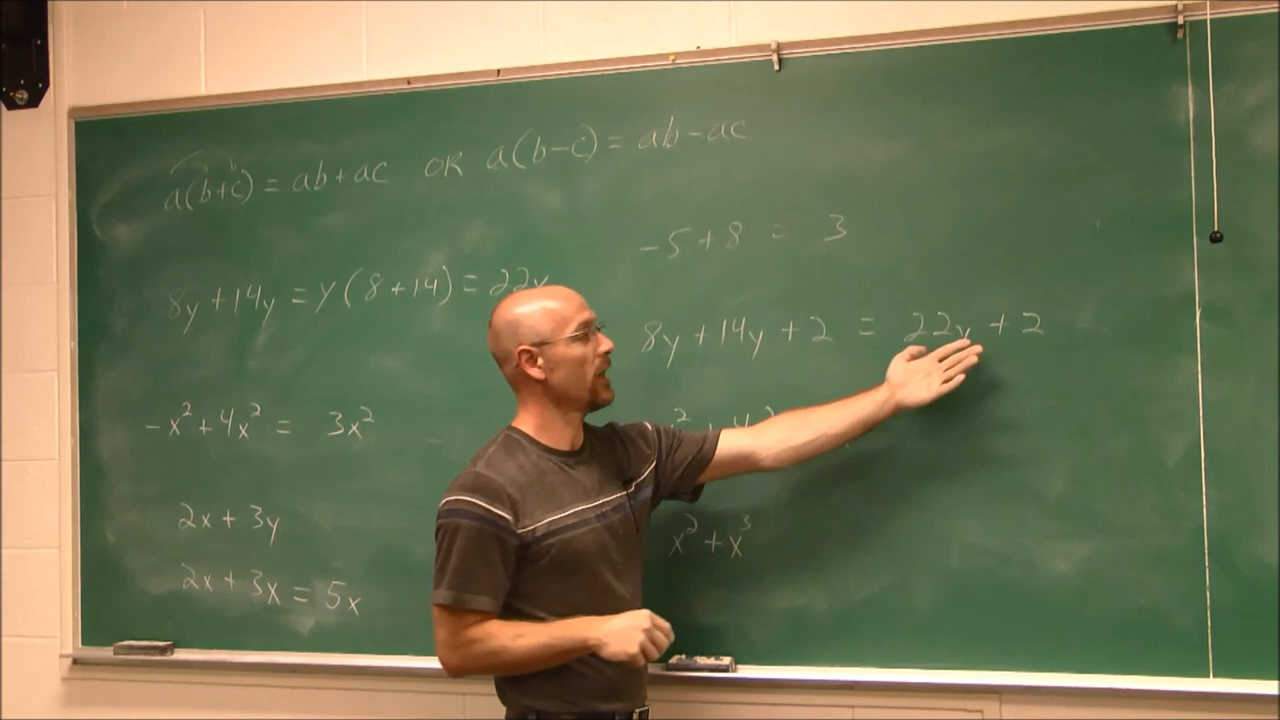 a(b+c) = ab+ac OR a(b-c) = ab-ac
-5+8 = 3
8y+14y = y(8+14) = 22y
8y+14y+2 = 22y+2
-x²+4x² = 3x²
2x+3y
x²+x³
2x+3x = 5x